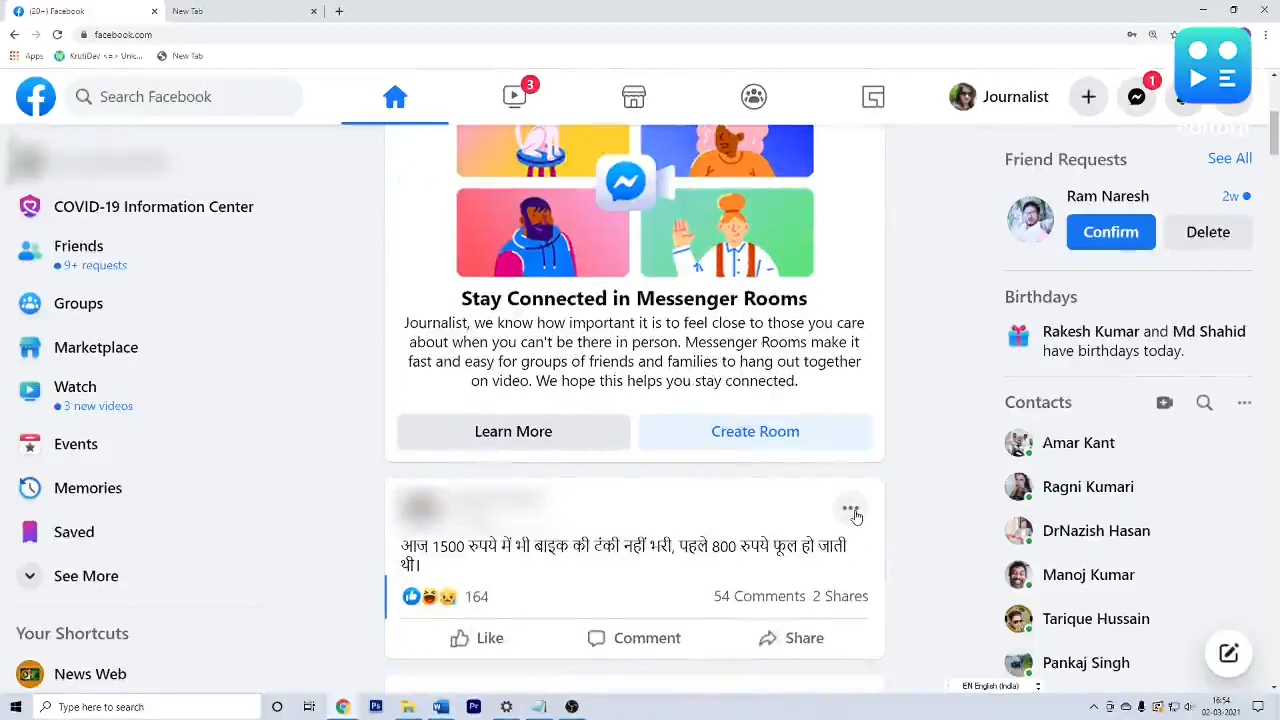 (20+) Facebook
New Tab
facebook.com
Apps
KrutiDev <=> Unic...
New Tab
Search Facebook
3
Journalist
1
editorji
COVID-19 Information Center
Friends
9+ requests
Groups
Marketplace
Watch
3 new videos
Events
Memories
Saved
See More
Your Shortcuts
News Web
Stay Connected in Messenger Rooms
Journalist, we know how important it is to feel close to those you care
about when you can't be there in person. Messenger Rooms make it
fast and easy for groups of friends and families to hang out together
on video. We hope this helps you stay connected.
Learn More
Create Room
आज 1500 रुपये में भी बाइक की टंकी नहीं भरी, पहले 800 रुपये फूल हो जाती
थी।
164
54 Comments 2 Shares
Like
Comment
Share
Friend Requests
See All
Ram Naresh
2w
Confirm
Delete
Birthdays
Rakesh Kumar and Md Shahid
have birthdays today.
Contacts
Amar Kant
Ragni Kumari
DrNazish Hasan
Manoj Kumar
Tarique Hussain
Pankaj Singh
EN English (India)
Type here to search
16:54
02-03-2021